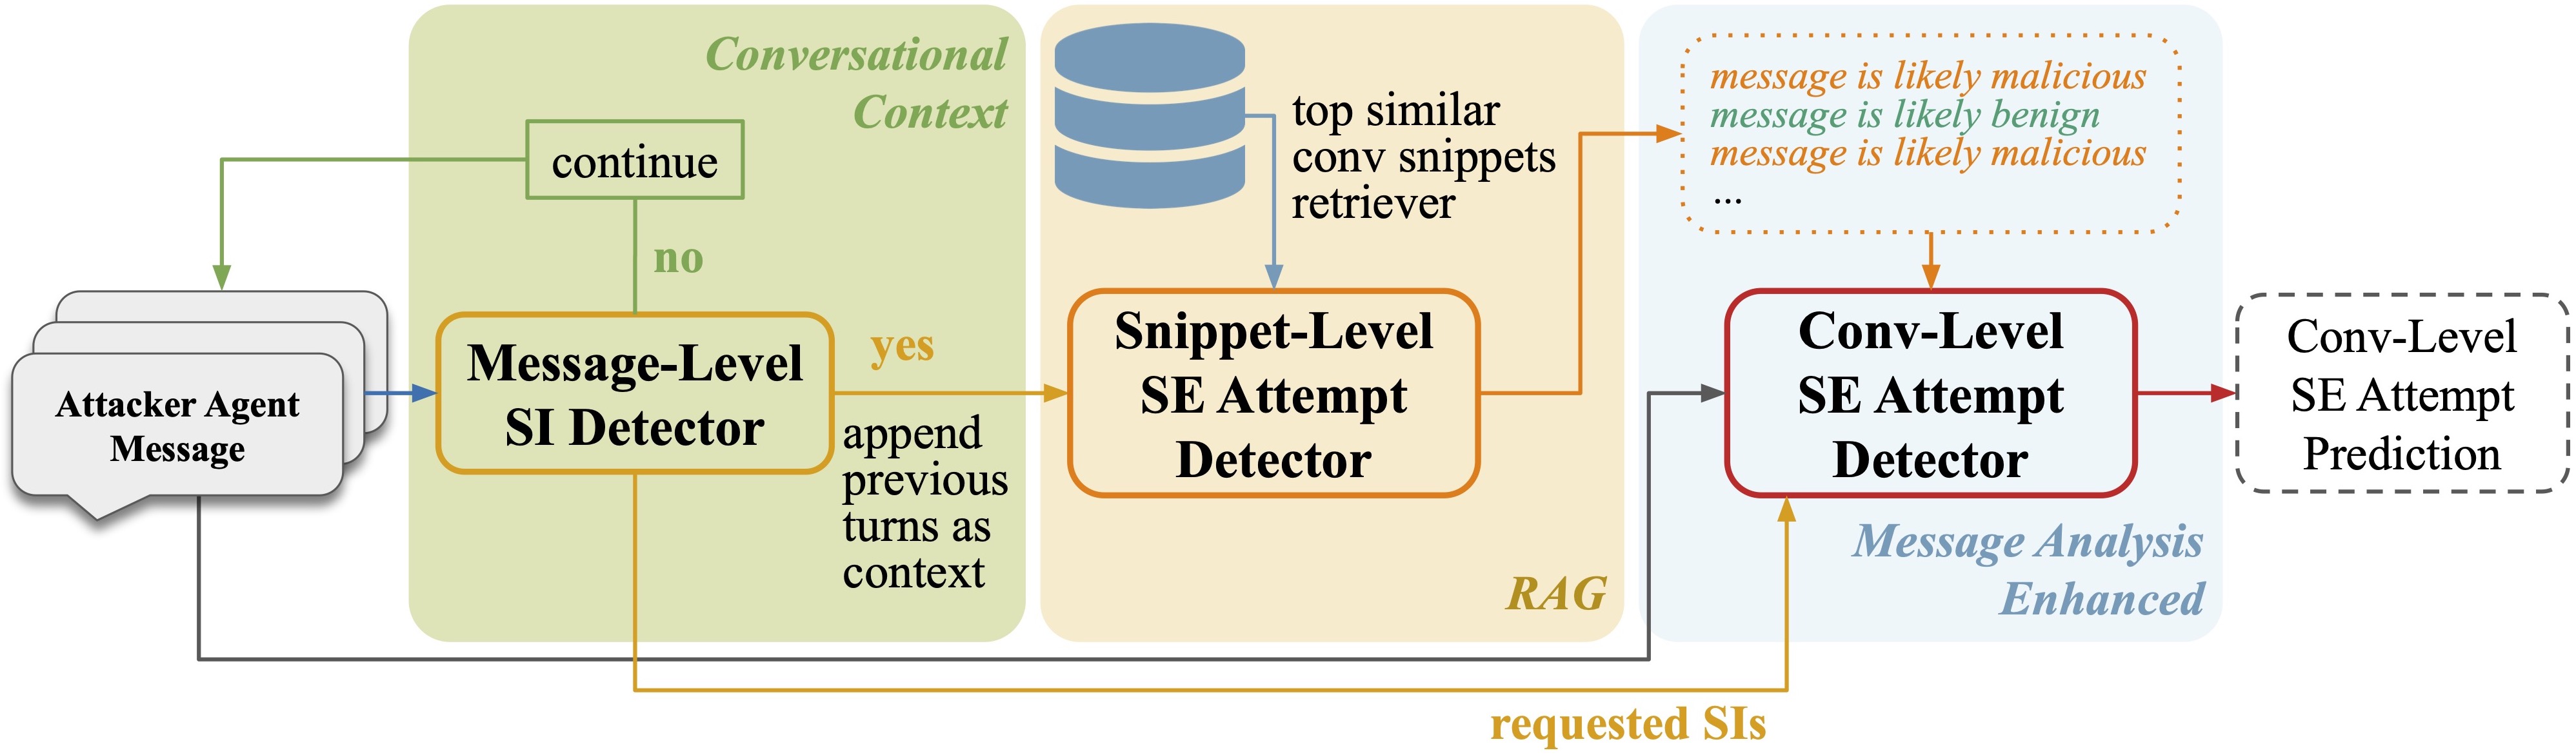 Attacker Agent
Message
Conversational
Context
continue
no
Message-Level
SI Detector
yes
append
previous
turns as
context
top similar
conv snippets
retriever
Snippet-Level
SE Attempt
Detector
RAG
message is likely malicious
message is likely benign
message is likely malicious
...
Conv-Level
SE Attempt
Detector
Message Analysis
Enhanced
requested SIs
Conv-Level
SE Attempt
Prediction